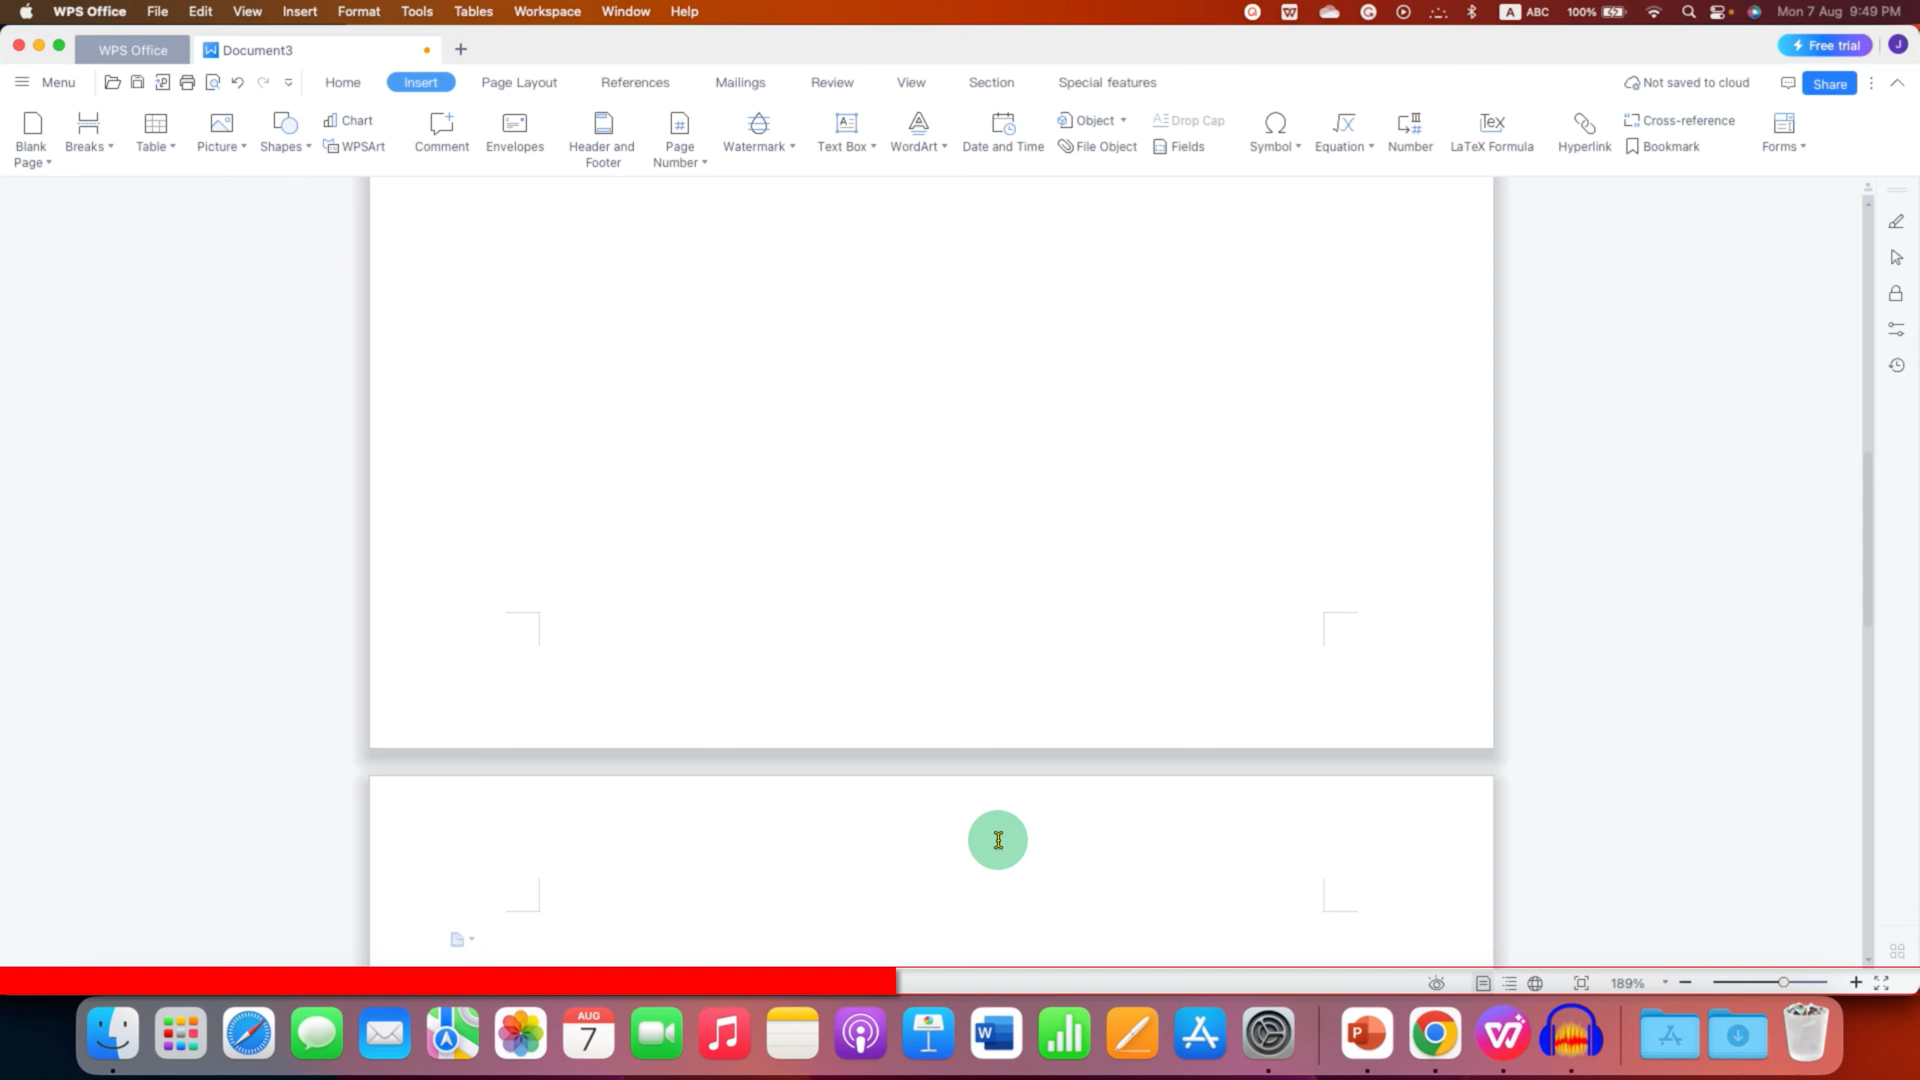 WPS Office File Edit View Insert Format Tools Tables Workspace Window Help A ABC 100% Mon 7 Aug 9:49 PM
WPS Office Document3 Free trial J
Menu Home Insert Page Layout References Mailings Review View Section Special features Not saved to cloud Share
Blank Page
Breaks
Table
Picture
Shapes
Chart
WPSArt
Comment
Envelopes
Header and Footer
Page Number
Watermark
Text Box
WordArt
Date and Time
Object
File Object
Drop Cap
Fields
Symbol
Equation
Number
LaTeX Formula
Hyperlink
Cross-reference
Bookmark
Forms
189%
AUG
7